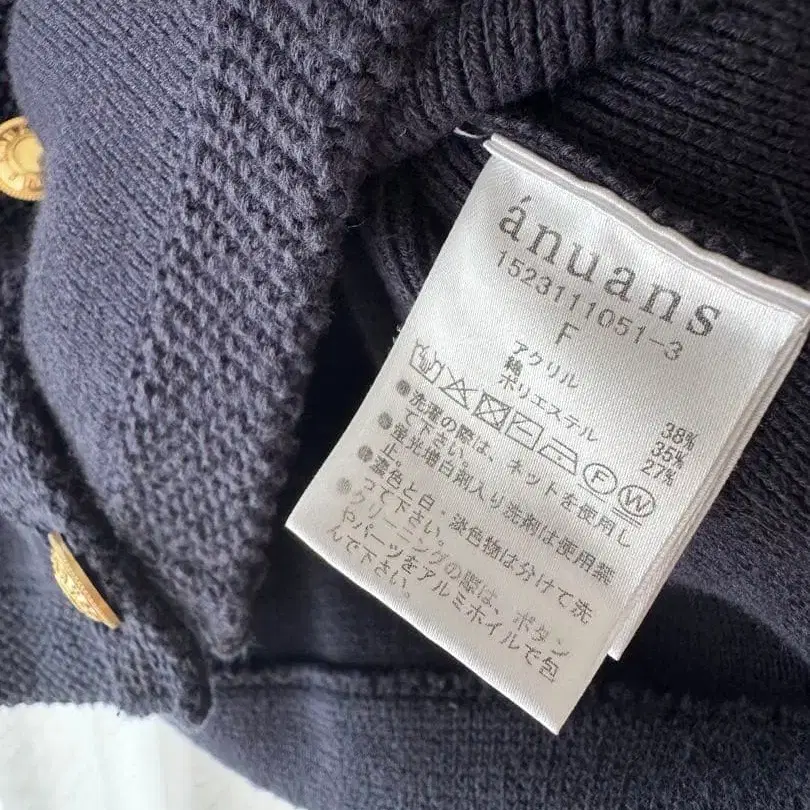 ánuans
1523111051-3
F
アクリル 38%
綿 35%
ポリエステル 27%
F W
●洗濯の際は、ネットを使用し
て下さい。
●蛍光増白剤入り洗剤は使用禁
止。
●濃色と白・淡色物は分けて洗
って下さい。
●クリーニングの際は、ボタン
やパーツをアルミホイルで包
んで下さい。